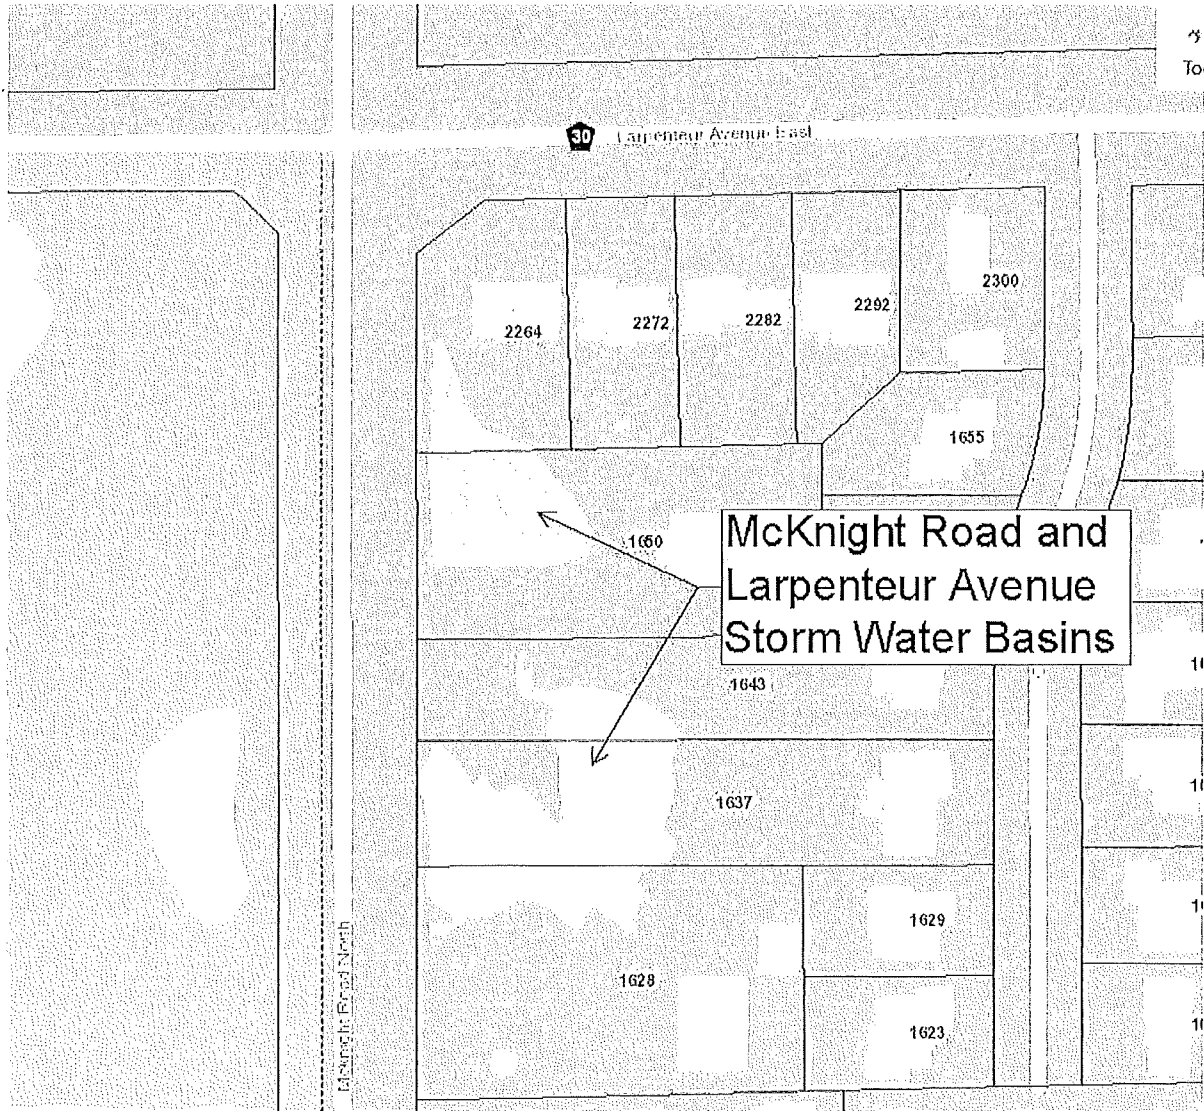 To
30 Larpenteur Avenue East
2300
2264
2272
2282
2292
1655
1650
McKnight Road and
Larpenteur Avenue
Storm Water Basins
1643
1637
1629
1628
1623
McKnight Road North